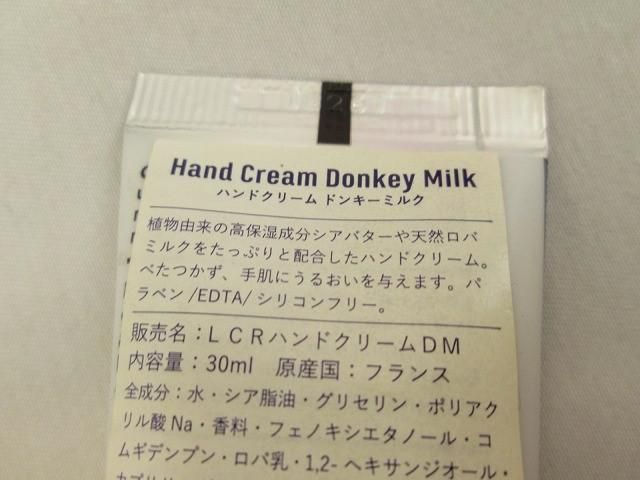 Hand Cream Donkey Milk
ハンドクリーム ドンキーミルク
植物由来の高保湿成分シアバターや天然ロバ
ミルクをたっぷりと配合したハンドクリーム。
べたつかず、手肌にうるおいを与えます。パ
ラベン/EDTA/シリコンフリー。
販売名：ＬＣＲハンドクリームＤＭ
内容量：30ml　原産国：フランス
全成分：水・シア脂油・グリセリン・ポリアク
リル酸Na・香料・フェノキシエタノール・コ
ムギデンプン・ロバ乳・1,2-ヘキサンジオール・